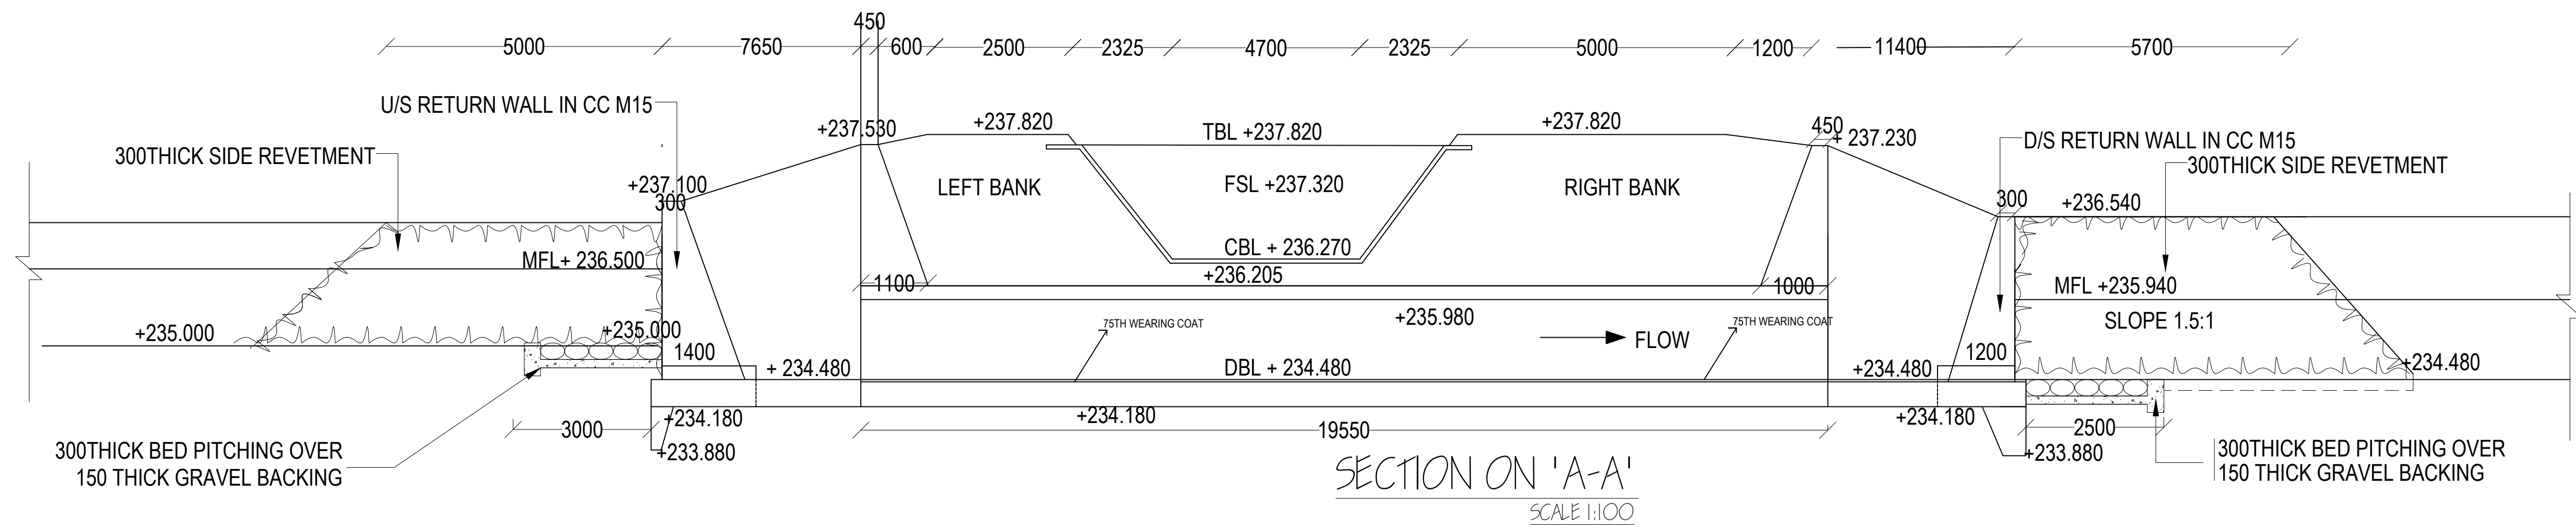 450
5000
7650
600
2500
2325
4700
2325
5000
1200
11400
5700
U/S RETURN WALL IN CC M15
+237.530
+237.820
TBL +237.820
+237.820
450
+ 237.230
D/S RETURN WALL IN CC M15
300THICK SIDE REVETMENT
300THICK SIDE REVETMENT
+237.100
300
LEFT BANK
FSL +237.320
RIGHT BANK
300
+236.540
MFL+ 236.500
CBL + 236.270
+236.205
1100
1000
MFL +235.940
+235.000
+235.000
75TH WEARING COAT
+235.980
75TH WEARING COAT
SLOPE 1.5:1
FLOW
1400
+ 234.480
DBL + 234.480
+234.480
1200
+234.480
+234.180
+234.180
+234.180
3000
19550
2500
300THICK BED PITCHING OVER
150 THICK GRAVEL BACKING
+233.880
+233.880
300THICK BED PITCHING OVER
150 THICK GRAVEL BACKING
SECTION ON 'A-A'
SCALE 1:100